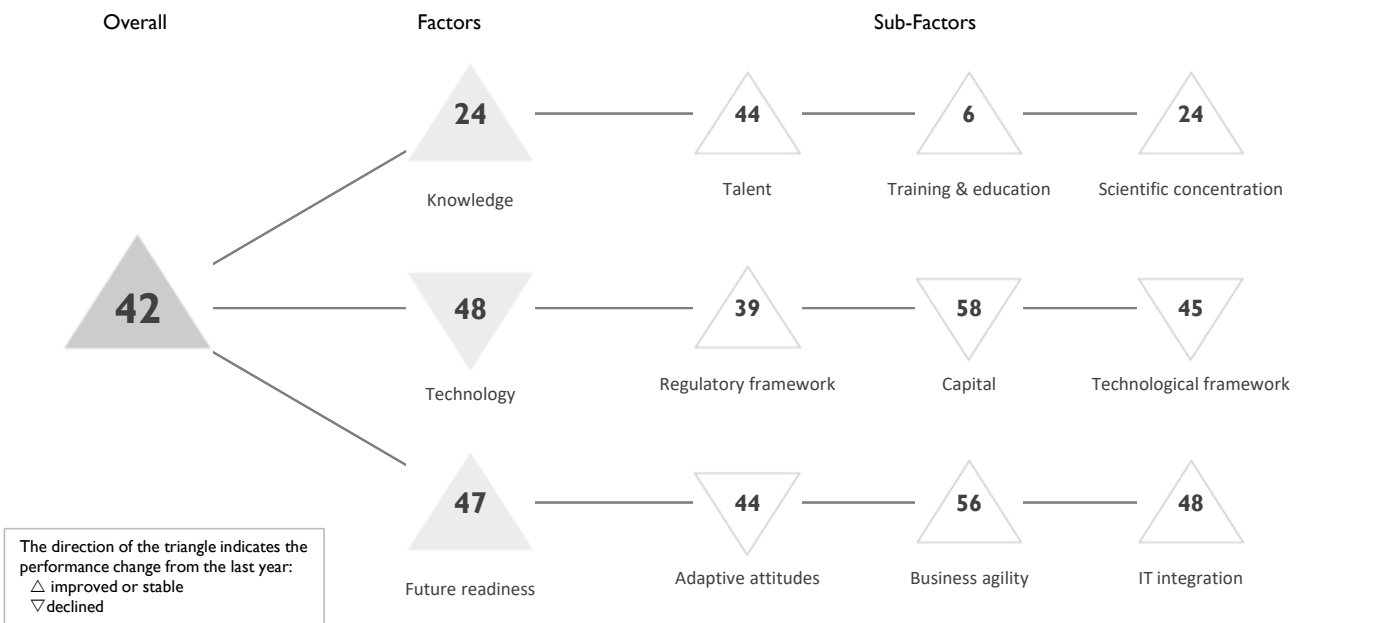 Overall
Factors
Sub-Factors
24
44
6
24
Knowledge
Talent
Training & education
Scientific concentration
42
48
39
58
45
Technology
Regulatory framework
Capital
Technological framework
47
44
56
48
Future readiness
Adaptive attitudes
Business agility
IT integration
The direction of the triangle indicates the
performance change from the last year:
△ improved or stable
▽ declined